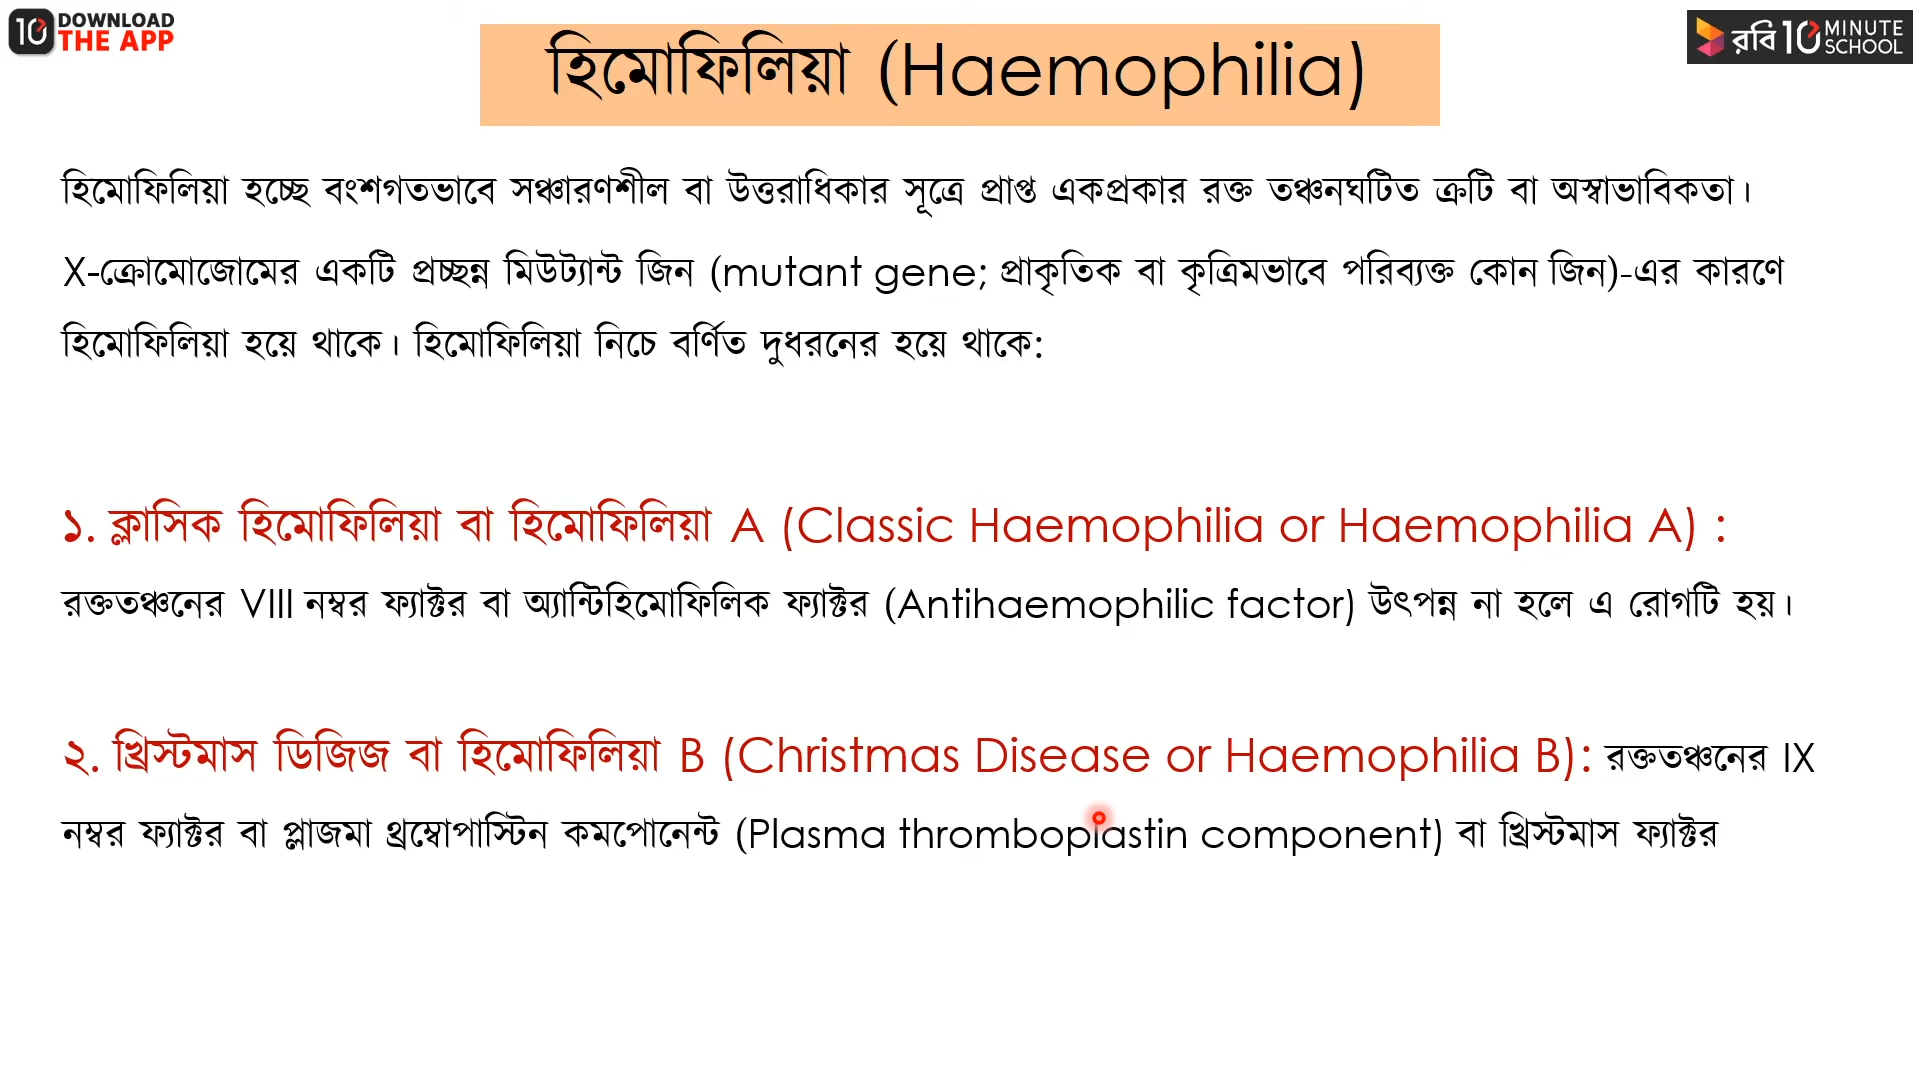 10 DOWNLOAD THE APP
হিমোফিলিয়া (Haemophilia)
রবি 10 MINUTE SCHOOL
হিমোফিলিয়া হচ্ছে বংশগতভাবে সঞ্চারণশীল বা উত্তরাধিকার সূত্রে প্রাপ্ত একপ্রকার রক্ত তঞ্চনঘটিত ত্রুটি বা অস্বাভাবিকতা।
X-ক্রোমোজোমের একটি প্রচ্ছন্ন মিউট্যান্ট জিন (mutant gene; প্রাকৃতিক বা কৃত্রিমভাবে পরিব্যক্ত কোন জিন)-এর কারণে
হিমোফিলিয়া হয়ে থাকে। হিমোফিলিয়া নিচে বর্ণিত দুধরনের হয়ে থাকে:
১. ক্লাসিক হিমোফিলিয়া বা হিমোফিলিয়া A (Classic Haemophilia or Haemophilia A) :
রক্ততঞ্চনের VIII নম্বর ফ্যাক্টর বা অ্যান্টিহিমোফিলিক ফ্যাক্টর (Antihaemophilic factor) উৎপন্ন না হলে এ রোগটি হয়।
২. খ্রিস্টমাস ডিজিজ বা হিমোফিলিয়া B (Christmas Disease or Haemophilia B): রক্ততঞ্চনের IX
নম্বর ফ্যাক্টর বা প্লাজমা থ্রম্বোপাস্টিন কমপোনেন্ট (Plasma thromboplastin component) বা খ্রিস্টমাস ফ্যাক্টর